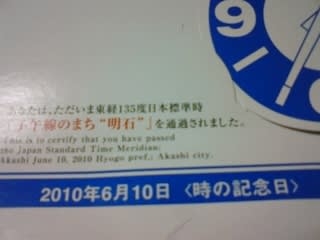 91
あなたは、ただいま東経135度日本標準時
子午線のまち“明石”を通過されました。
This is to certify that you have passed
the Japan Standard Time Meridian;
Akashi June 10, 2010 Hyogo pref.; Akashi city.
2010年6月10日〈時の記念日〉